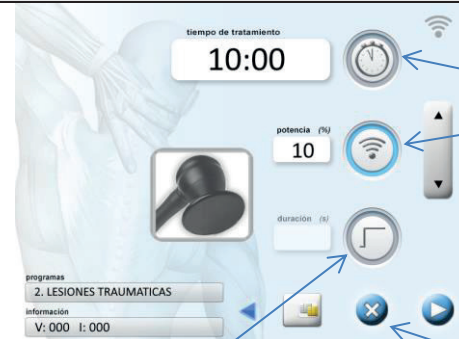 tiempo de tratamiento
10:00
potencia (%)
10
duración (s)
programas
2. LESIONES TRAUMATICAS
información
V: 000 I: 000